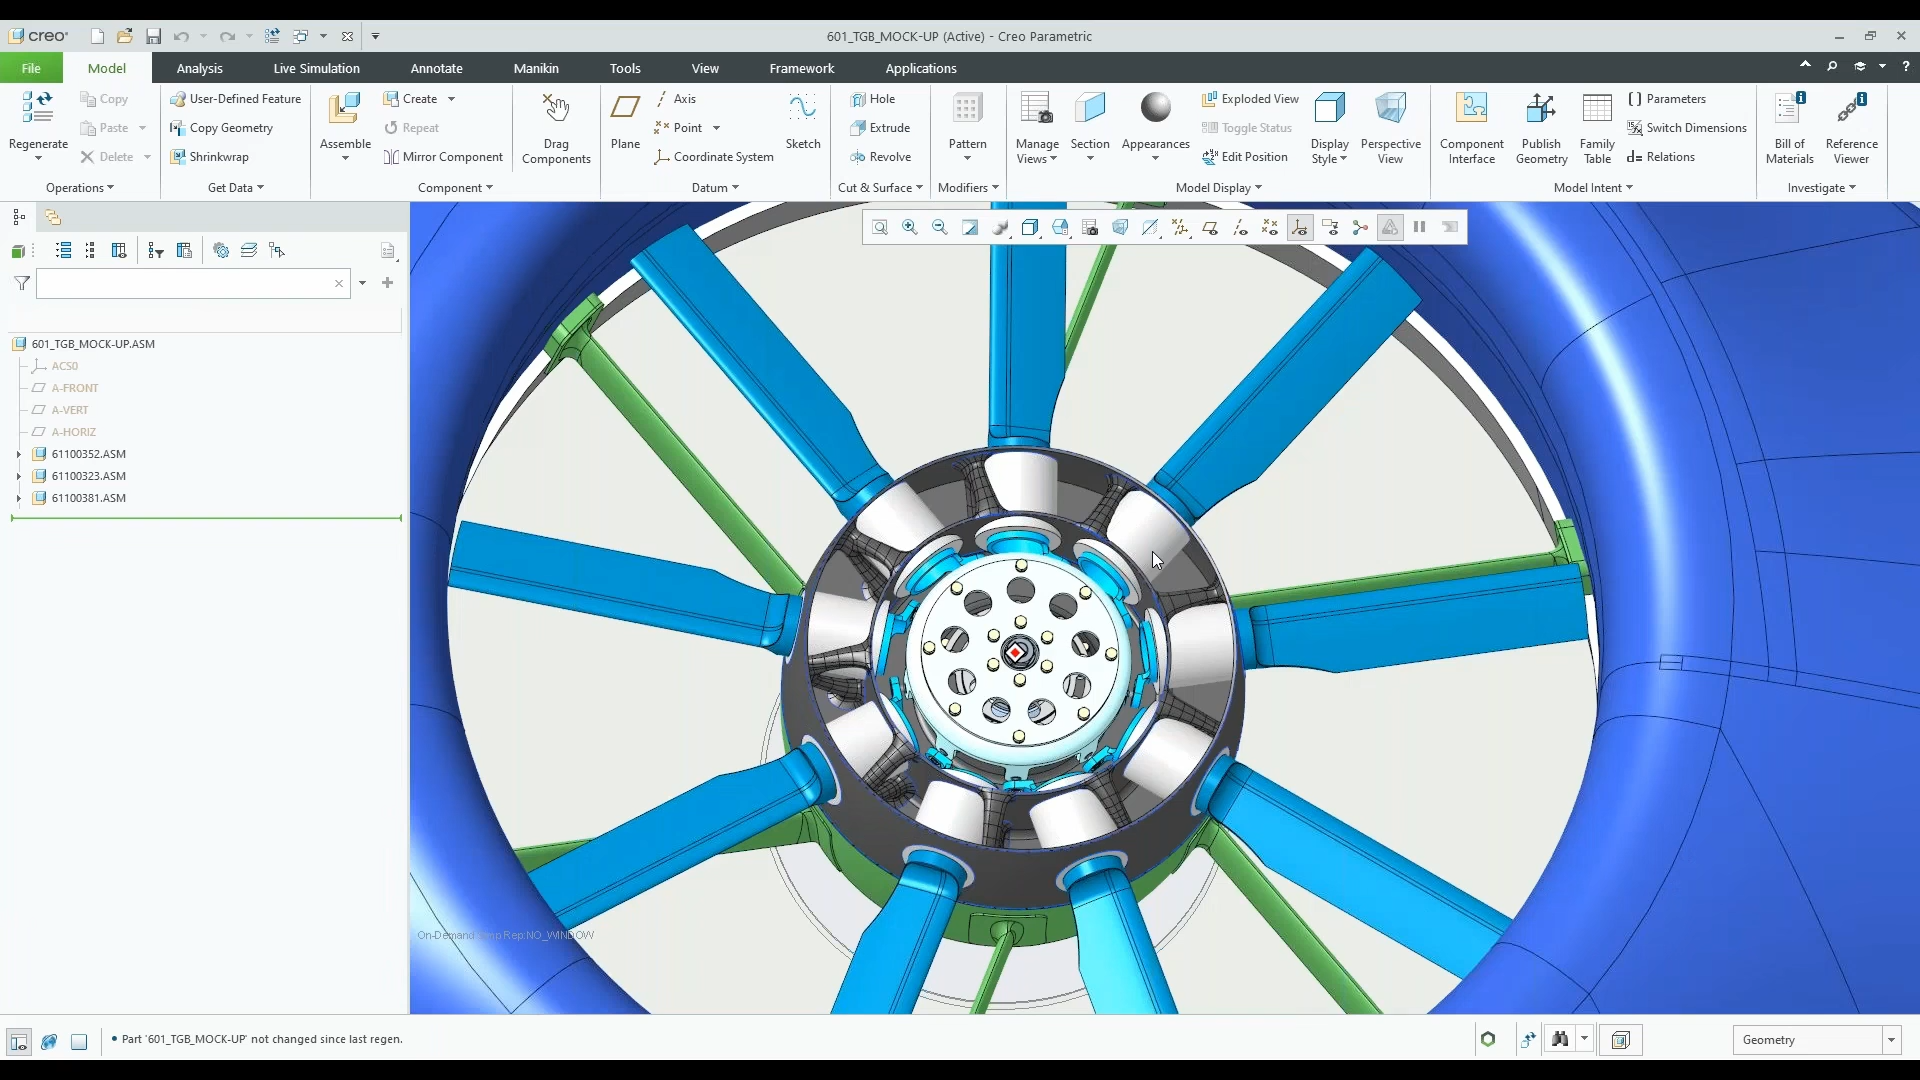 creo
601_TGB_MOCK-UP (Active) - Creo Parametric
File Model Analysis Live Simulation Annotate Manikin Tools View Framework Applications
Regenerate
Copy
Paste
Delete
Operations
User-Defined Feature
Copy Geometry
Shrinkwrap
Get Data
Assemble
Create
Repeat
Mirror Component
Component
Drag
Components
Plane
Axis
Point
Coordinate System
Sketch
Datum
Hole
Extrude
Revolve
Cut & Surface
Pattern
Modifiers
Manage
Views
Section
Appearances
Exploded View
Toggle Status
Edit Position
Display
Style
Perspective
View
Model Display
Component
Interface
Publish
Geometry
Family
Table
Parameters
Switch Dimensions
Relations
Model Intent
Bill of
Materials
Reference
Viewer
Investigate
601_TGB_MOCK-UP.ASM
ACS0
A-FRONT
A-VERT
A-HORIZ
61100352.ASM
61100323.ASM
61100381.ASM
On-Demand Simp Rep:NO_WINDOW
Part '601_TGB_MOCK-UP' not changed since last regen.
Geometry